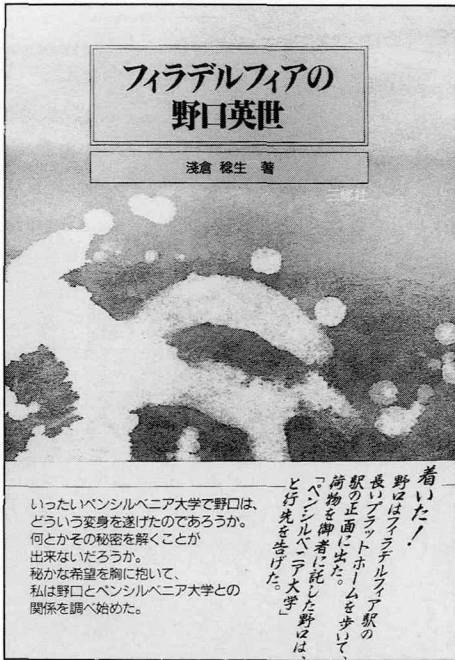 フィラデルフィアの
野口英世
淺倉 稔生 著
三修社
着いた！
野口はフィラデルフィア駅の
長いプラットホームを歩いて、
駅の正面に出た。
荷物を御者に託した野口は、
「ペンシルベニア大学」
と行先を告げた。
いったいペンシルベニア大学で野口は、
どういう変身を遂げたのであろうか。
何とかその秘密を解くことが
出来ないだろうか。
秘かな希望を胸に抱いて、
私は野口とペンシルベニア大学との
関係を調べ始めた。